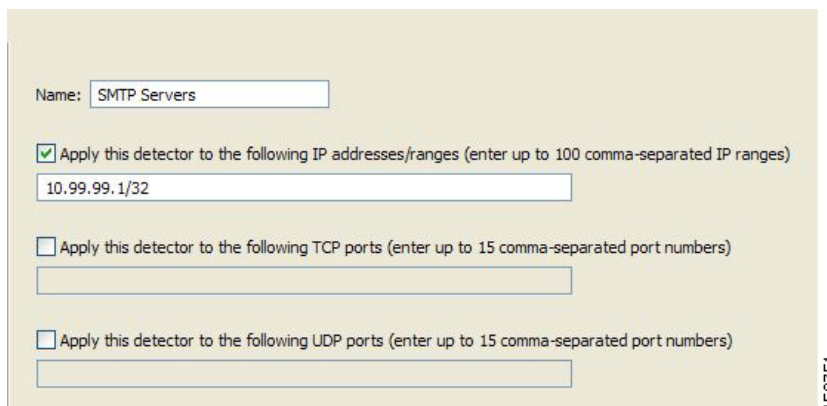 Name: SMTP Servers
Apply this detector to the following IP addresses/ranges (enter up to 100 comma-separated IP ranges)
10.99.99.1/32
Apply this detector to the following TCP ports (enter up to 15 comma-separated port numbers)
Apply this detector to the following UDP ports (enter up to 15 comma-separated port numbers)